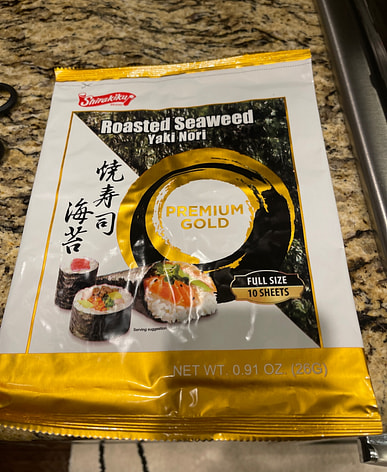 Shirakiku
Roasted Seaweed
Yaki Nori
焼寿司
海苔
PREMIUM
GOLD
FULL SIZE
10 SHEETS
Serving suggestion
NET WT. 0.91 OZ. (26G)